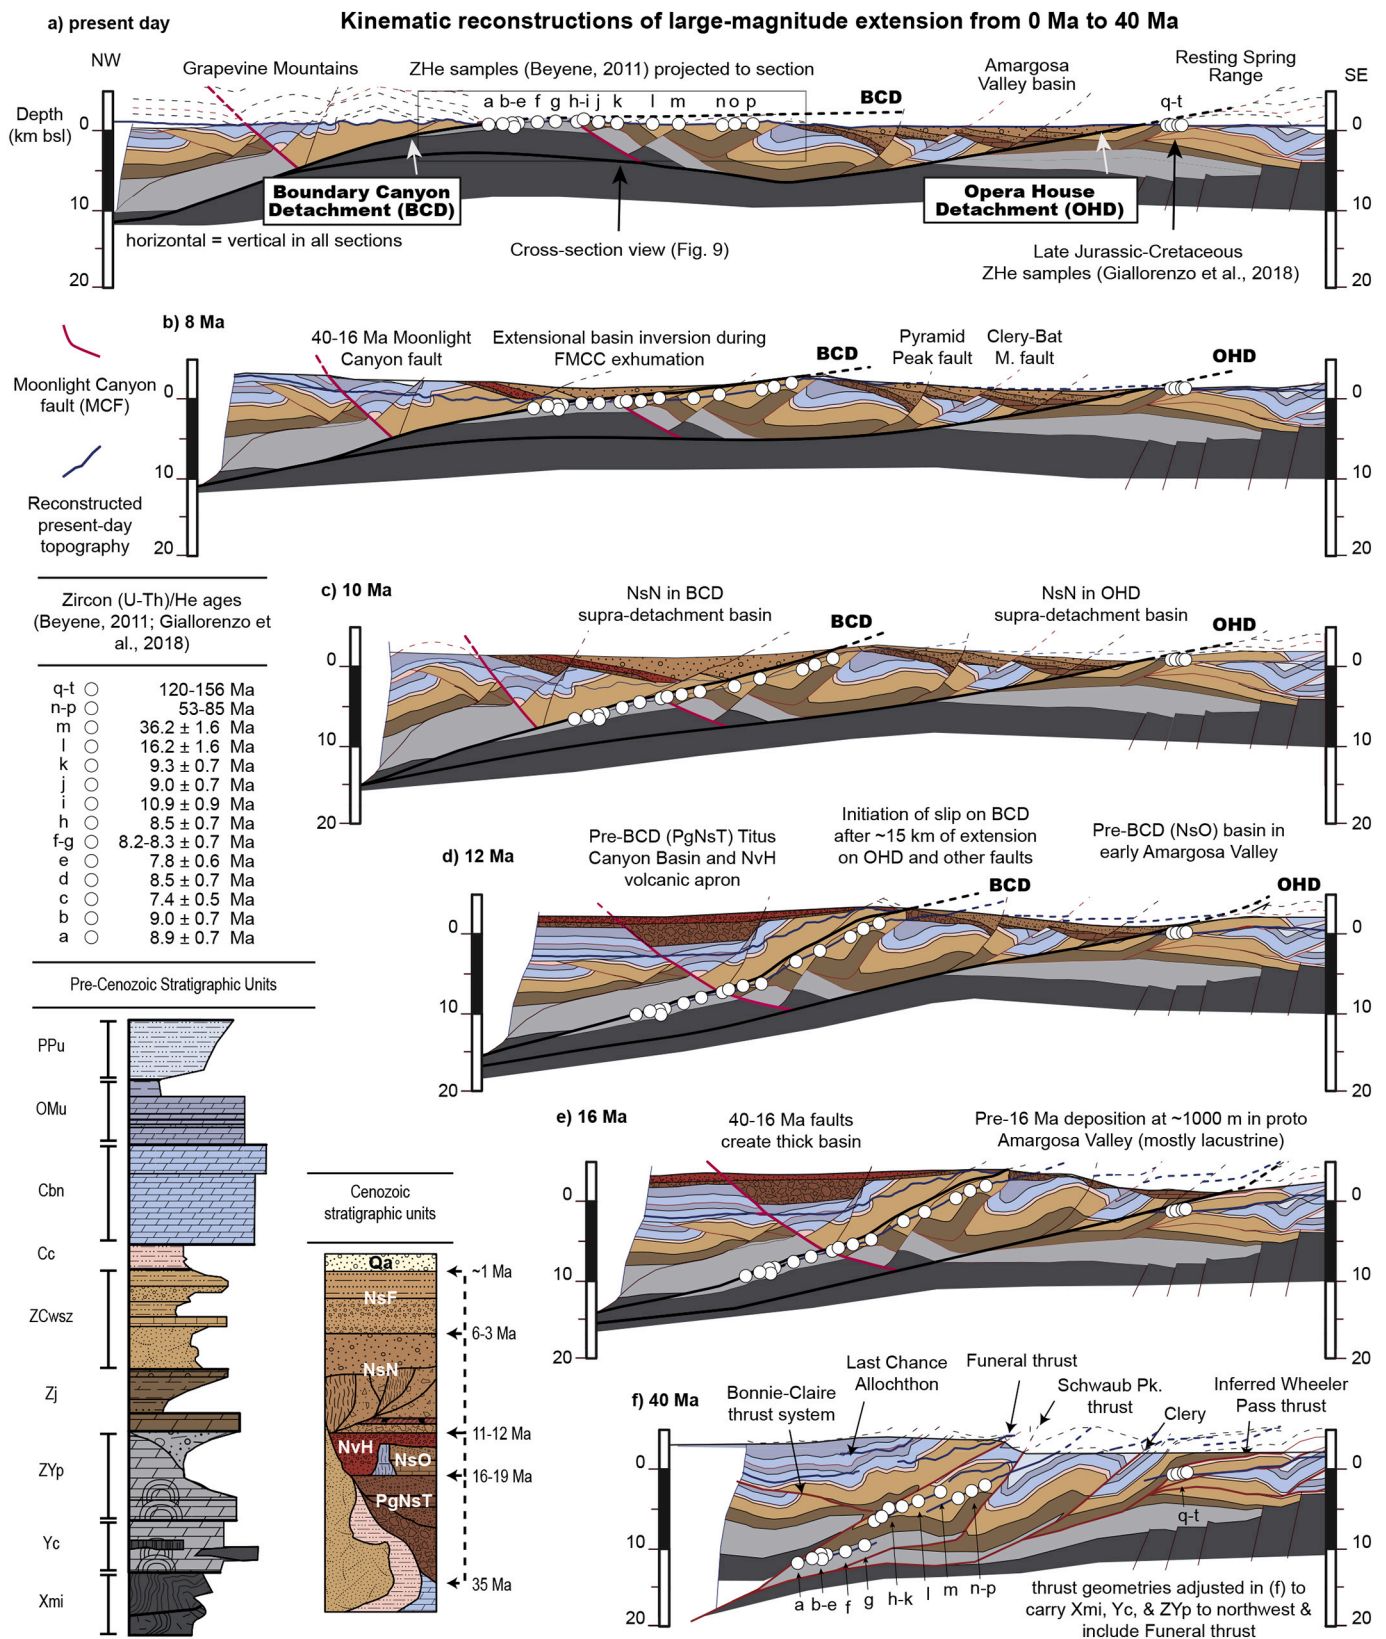 Kinematic reconstructions of large-magnitude extension from 0 Ma to 40 Ma
a) present day
NW
Grapevine Mountains
ZHe samples (Beyene, 2011) projected to section
Amargosa
Valley basin
Resting Spring
Range
SE
a b-e f g h-i j k l m n o p
BCD
q-t
Depth
(km bsl)
0
10
20
0
10
20
Boundary Canyon
Detachment (BCD)
Opera House
Detachment (OHD)
horizontal = vertical in all sections
Cross-section view (Fig. 9)
Late Jurassic-Cretaceous
ZHe samples (Giallorenzo et al., 2018)
b) 8 Ma
40-16 Ma Moonlight
Canyon fault
Extensional basin inversion during
FMCC exhumation
BCD
Pyramid
Peak fault
Clery-Bat
M. fault
OHD
0
10
20
0
10
20
Moonlight Canyon
fault (MCF)
Reconstructed
present-day
topography
c) 10 Ma
NsN in BCD
supra-detachment basin
BCD
NsN in OHD
supra-detachment basin
OHD
0
10
20
0
10
20
Zircon (U-Th)/He ages
(Beyene, 2011; Giallorenzo et
al., 2018)
q-t 120-156 Ma
n-p 53-85 Ma
m 36.2 ± 1.6 Ma
l 16.2 ± 1.6 Ma
k 9.3 ± 0.7 Ma
j 9.0 ± 0.7 Ma
i 10.9 ± 0.9 Ma
h 8.5 ± 0.7 Ma
f-g 8.2-8.3 ± 0.7 Ma
e 7.8 ± 0.6 Ma
d 8.5 ± 0.7 Ma
c 7.4 ± 0.5 Ma
b 9.0 ± 0.7 Ma
a 8.9 ± 0.7 Ma
d) 12 Ma
Pre-BCD (PgNsT) Titus
Canyon Basin and NvH
volcanic apron
Initiation of slip on BCD
after ~15 km of extension
on OHD and other faults
Pre-BCD (NsO) basin in
early Amargosa Valley
BCD
OHD
0
10
20
0
10
20
Pre-Cenozoic Stratigraphic Units
PPu
OMu
Cbn
Cc
ZCwsz
Zj
ZYp
Yc
Xmi
e) 16 Ma
40-16 Ma faults
create thick basin
Pre-16 Ma deposition at ~1000 m in proto
Amargosa Valley (mostly lacustrine)
0
10
20
0
10
20
Cenozoic
stratigraphic units
Qa
~1 Ma
NsF
6-3 Ma
NsN
11-12 Ma
NvH
NsO
16-19 Ma
PgNsT
35 Ma
f) 40 Ma
Bonnie-Claire
thrust system
Last Chance
Allochthon
Funeral thrust
Schwaub Pk.
thrust
Clery
Inferred Wheeler
Pass thrust
0
10
20
0
10
20
q-t
a b-e f g h-k l m n-p
thrust geometries adjusted in (f) to
carry Xmi, Yc, & ZYp to northwest &
include Funeral thrust